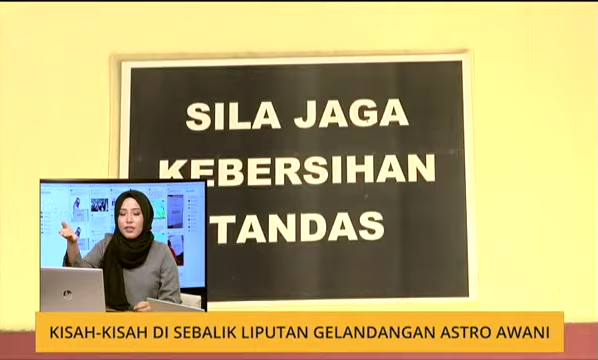 SILA JAGA
KEBERSIHAN
TANDAS
KISAH-KISAH DI SEBALIK LIPUTAN GELANDANGAN ASTRO AWANI